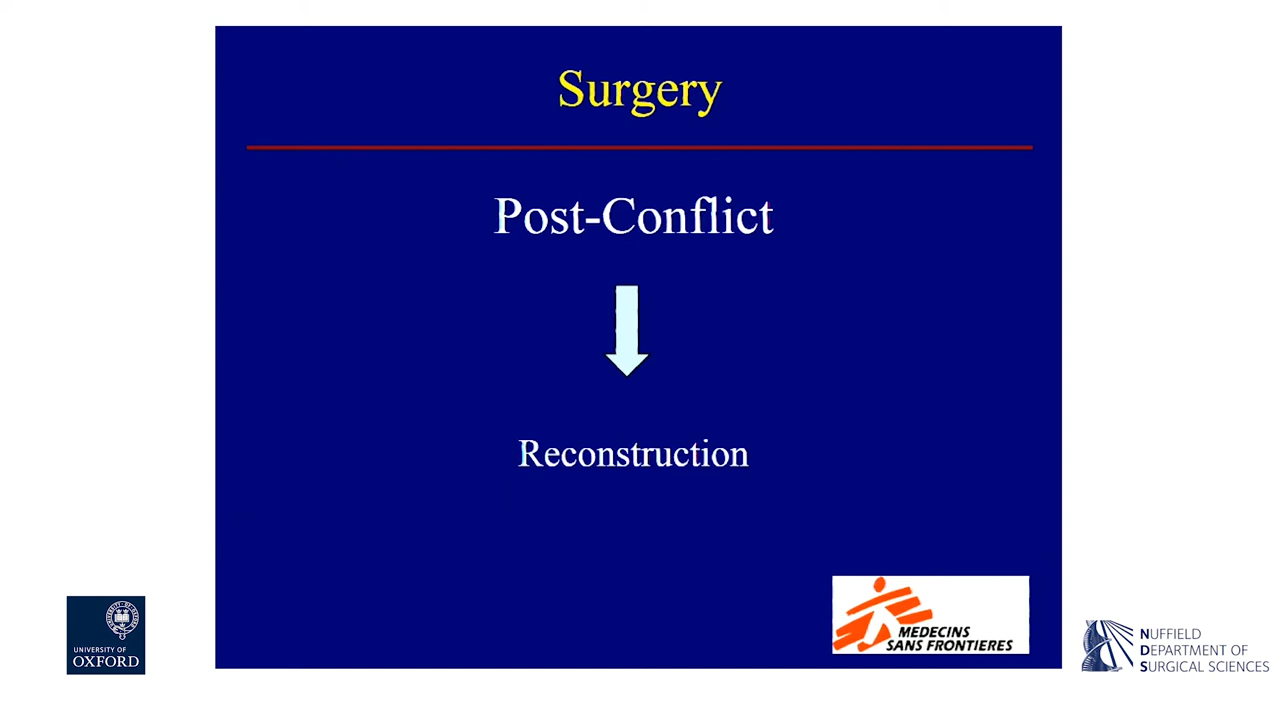 Surgery
Post-Conflict
Reconstruction
MEDECINS
SANS FRONTIERES
UNIVERSITY OF
OXFORD
NUFFIELD
DEPARTMENT OF
SURGICAL SCIENCES